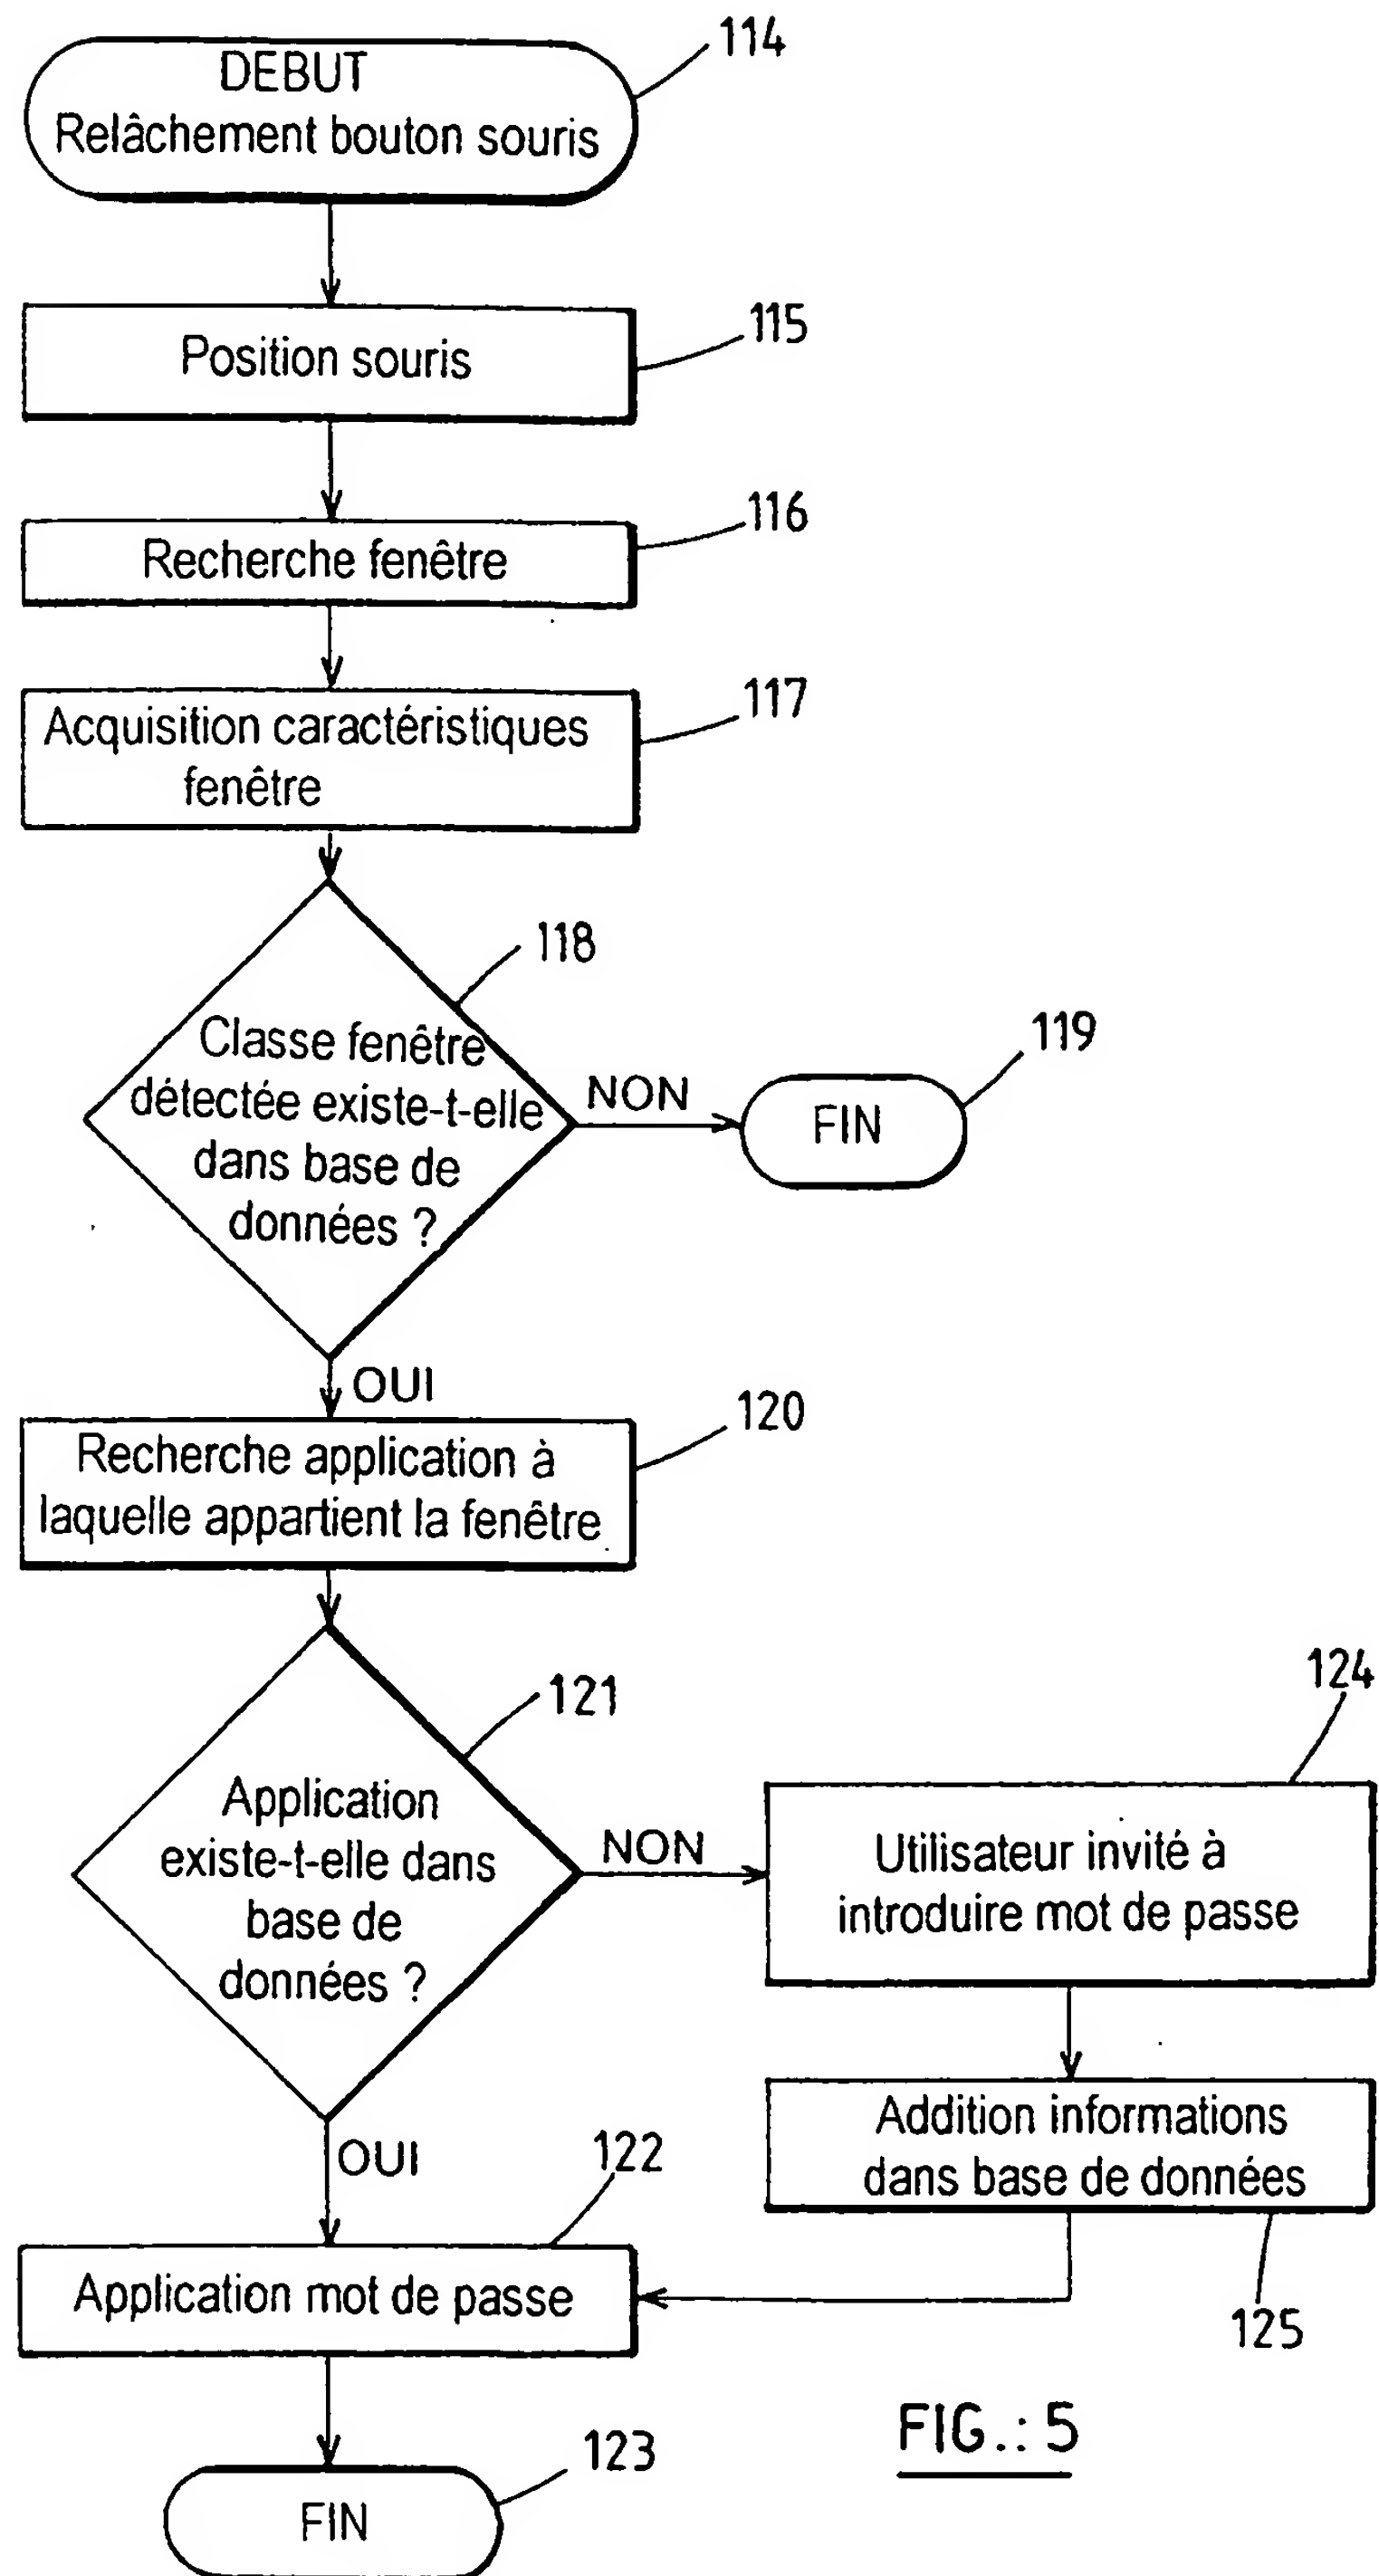 DEBUT
Relâchement bouton souris
114
Position souris
115
Recherche fenêtre
116
Acquisition caractéristiques
fenêtre
117
118
Classe fenêtre
détectée existe-t-elle
dans base de
données ?
NON
119
FIN
OUI
120
Recherche application à
laquelle appartient la fenêtre
121
Application
existe-t-elle dans
base de
données ?
NON
124
Utilisateur invité à
introduire mot de passe
Addition informations
dans base de données
125
OUI
122
Application mot de passe
123
FIN
FIG.: 5